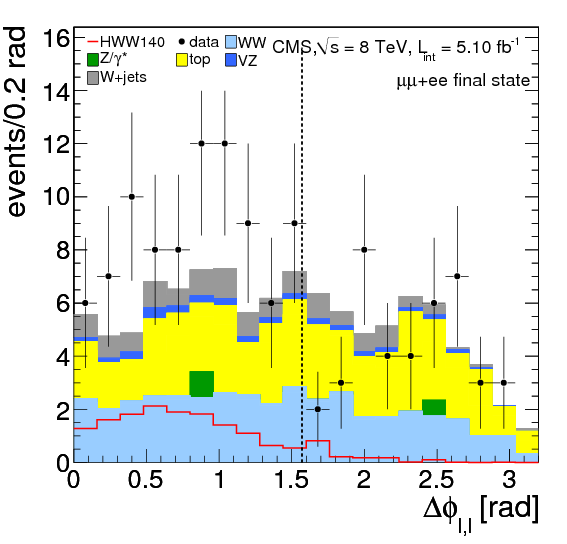 HWW140 data WW CMS,√s = 8 TeV, L_int = 5.10 fb⁻¹
Z/γ* top VZ
W+jets μμ+ee final state
events/0.2 rad
16
14
12
10
8
6
4
2
0
0 0.5 1 1.5 2 2.5 3
Δϕ_l,l [rad]